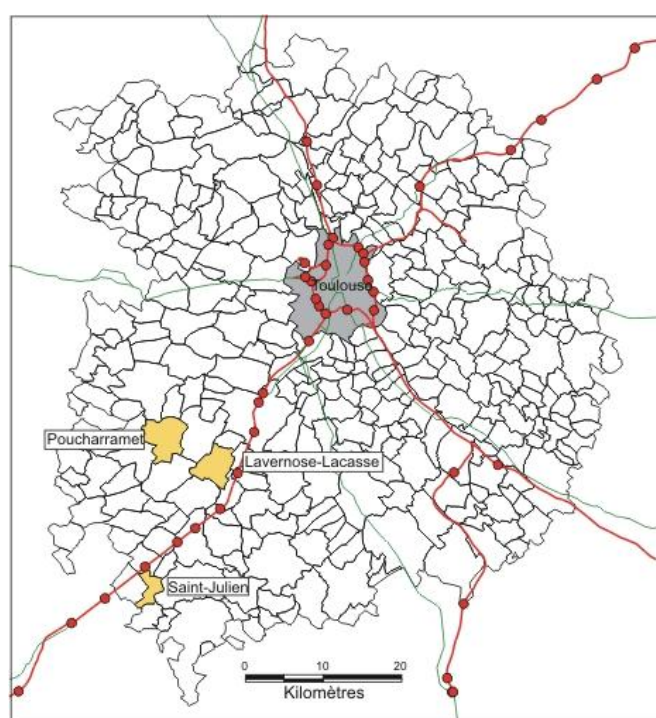 Toulouse
Poucharramet
Lavernose-Lacasse
Saint-Julien
0 10 20
Kilomètres